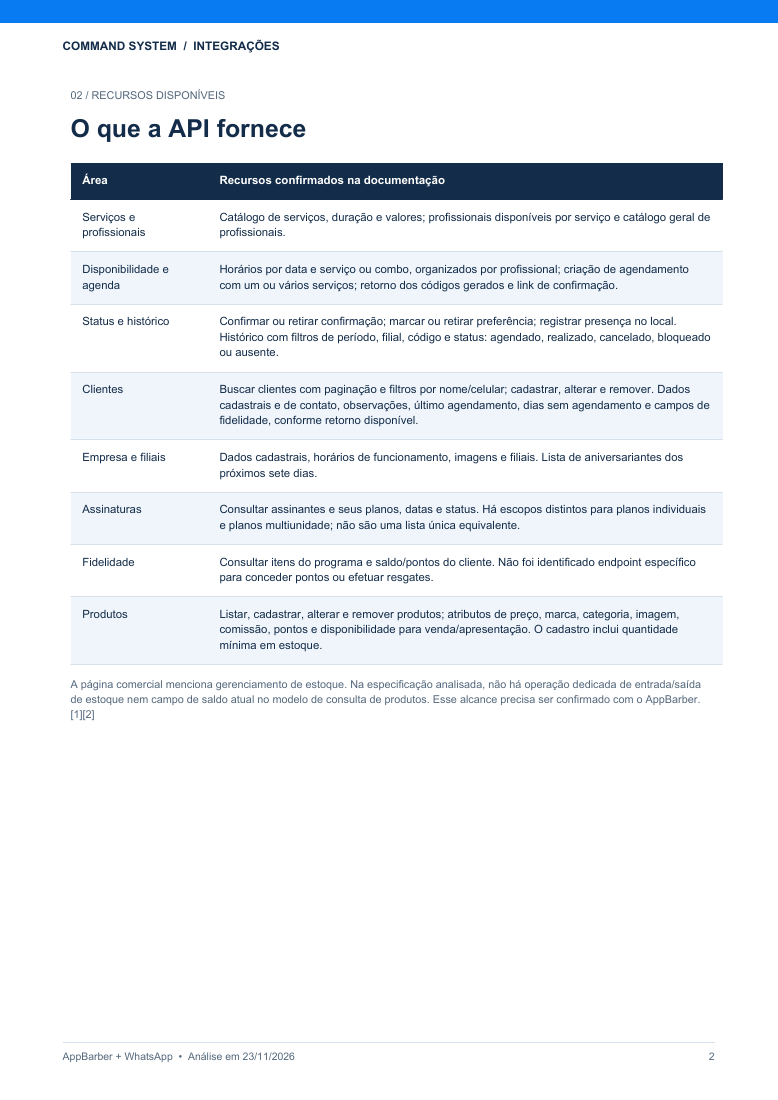 COMMAND SYSTEM / INTEGRAÇÕES
02 / RECURSOS DISPONÍVEIS
O que a API fornece
Área
Recursos confirmados na documentação
Serviços e
profissionais
Catálogo de serviços, duração e valores; profissionais disponíveis por serviço e catálogo geral de
profissionais.
Disponibilidade e
agenda
Horários por data e serviço ou combo, organizados por profissional; criação de agendamento
com um ou vários serviços; retorno dos códigos gerados e link de confirmação.
Status e histórico
Confirmar ou retirar confirmação; marcar ou retirar preferência; registrar presença no local.
Histórico com filtros de período, filial, código e status: agendado, realizado, cancelado, bloqueado
ou ausente.
Clientes
Buscar clientes com paginação e filtros por nome/celular; cadastrar, alterar e remover. Dados
cadastrais e de contato, observações, último agendamento, dias sem agendamento e campos de
fidelidade, conforme retorno disponível.
Empresa e filiais
Dados cadastrais, horários de funcionamento, imagens e filiais. Lista de aniversariantes dos
próximos sete dias.
Assinaturas
Consultar assinantes e seus planos, datas e status. Há escopos distintos para planos individuais
e planos multiunidade; não são uma lista única equivalente.
Fidelidade
Consultar itens do programa e saldo/pontos do cliente. Não foi identificado endpoint específico
para conceder pontos ou efetuar resgates.
Produtos
Listar, cadastrar, alterar e remover produtos; atributos de preço, marca, categoria, imagem,
comissão, pontos e disponibilidade para venda/apresentação. O cadastro inclui quantidade
mínima em estoque.
A página comercial menciona gerenciamento de estoque. Na especificação analisada, não há operação dedicada de entrada/saída
de estoque nem campo de saldo atual no modelo de consulta de produtos. Esse alcance precisa ser confirmado com o AppBarber.
[1][2]
AppBarber + WhatsApp • Análise em 23/11/2026
2